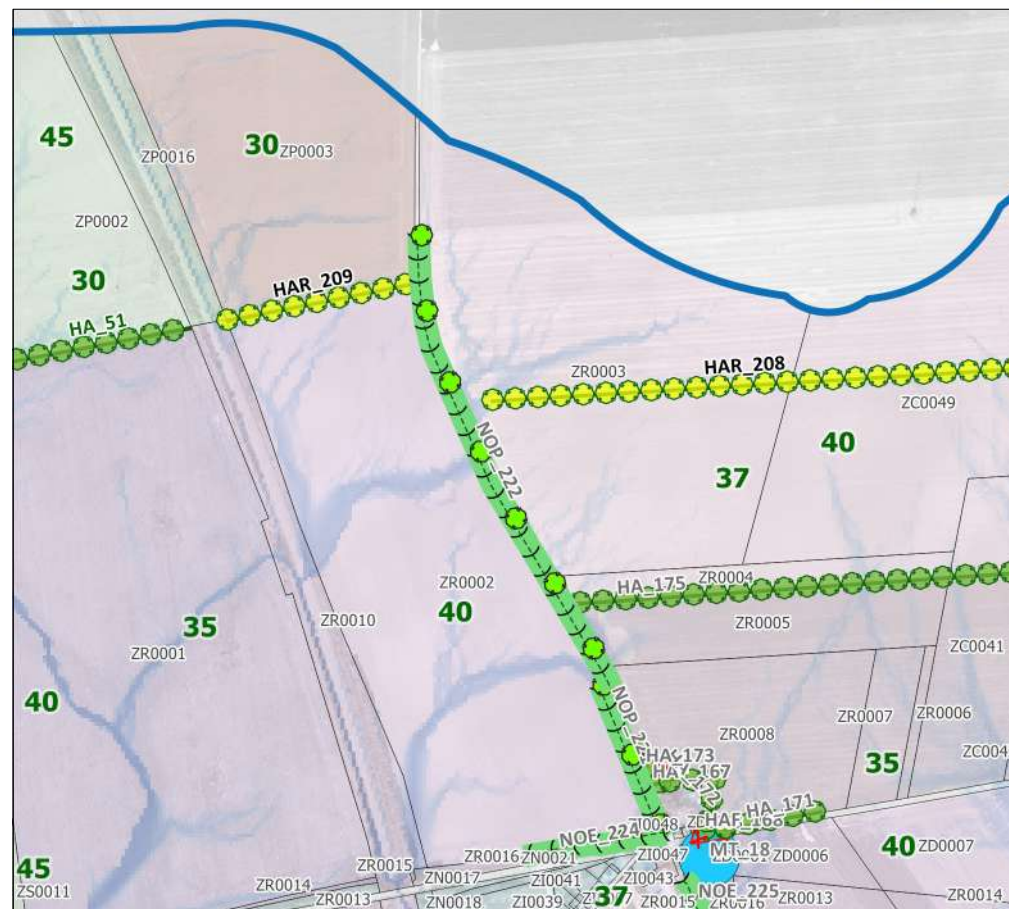 45
ZP0016
30
ZP0003
ZP0002
30
HAR_209
HA_51
ZR0003
HAR_208
ZC0049
40
37
NOP_222
HA_175
ZR0004
ZR0002
40
ZR0005
35
ZR0010
ZR0001
ZC0041
40
ZR0007
ZR0006
ZR0008
35
HA_173
HA_171
ZI0048
NOE_224
MT_18
ZD0006
40
ZD0007
45
ZS0011
ZR0015
ZR0016
ZN0021
ZI0047
ZR0014
ZN0017
ZI0041
ZI0043
ZN0018
ZI0039
37
NOE_225
ZR0015
ZR0016
ZR0013
ZR0014
ZR0013